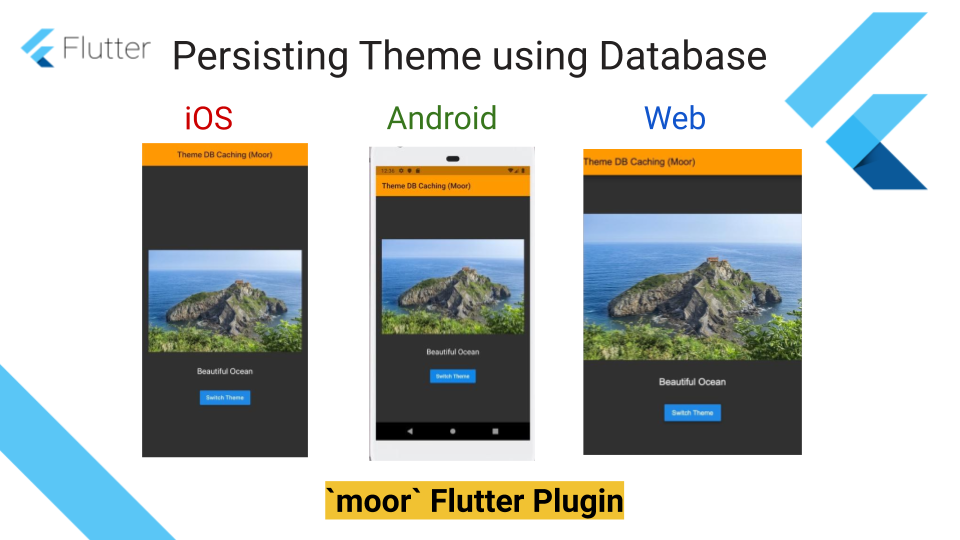 Flutter
Persisting Theme using Database
iOS
Android
Web
Theme DB Caching (Moor)
Beautiful Ocean
Switch Theme
12:36
Theme DB Caching (Moor)
Beautiful Ocean
Switch Theme
Theme DB Caching (Moor)
Beautiful Ocean
Switch Theme
`moor` Flutter Plugin